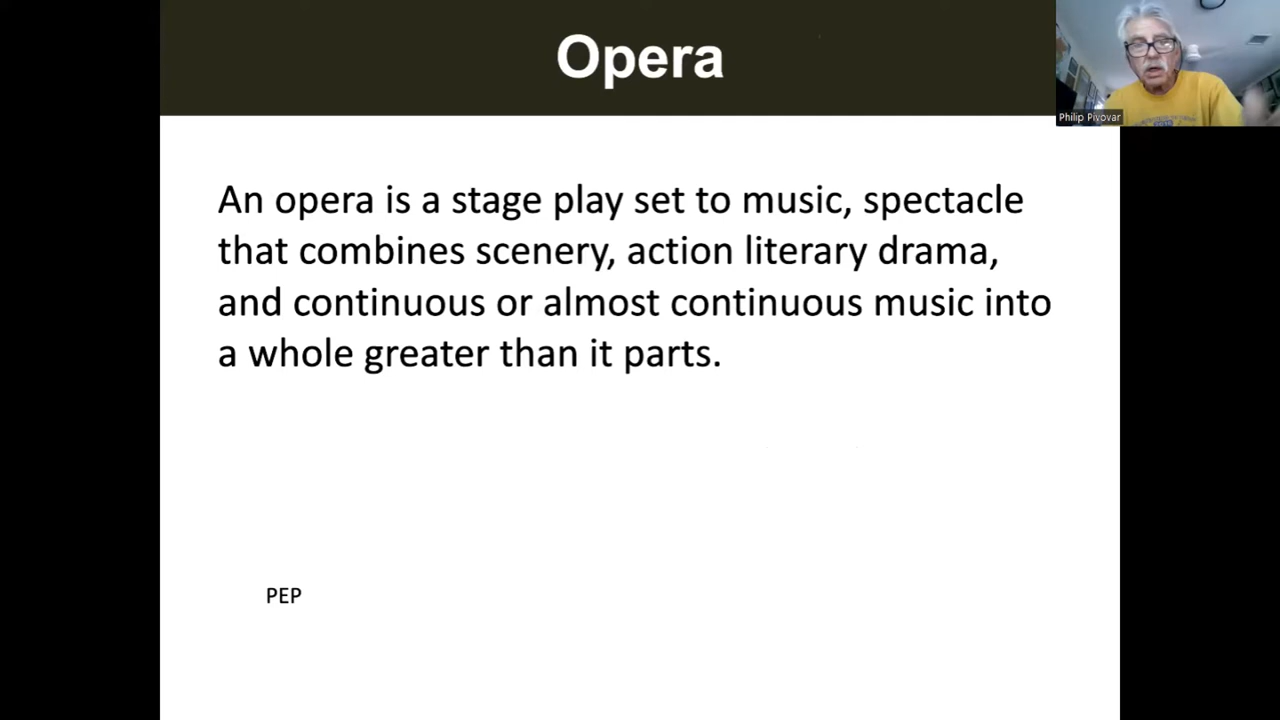 Opera
Philip Pivovar
An opera is a stage play set to music, spectacle
that combines scenery, action literary drama,
and continuous or almost continuous music into
a whole greater than it parts.
PEP